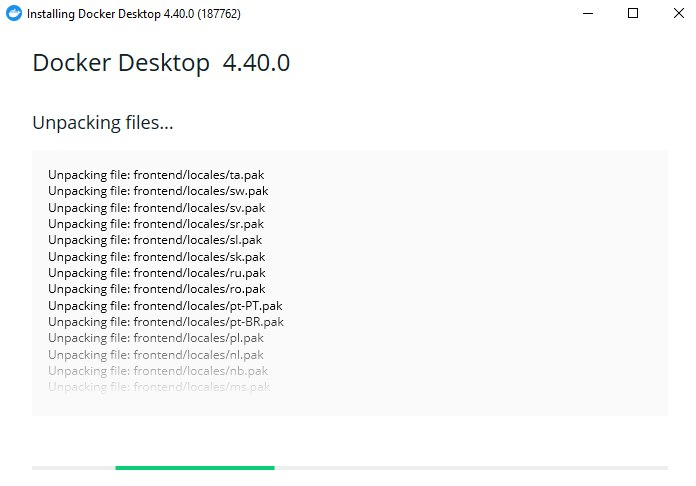 Installing Docker Desktop 4.40.0 (187762)
Docker Desktop 4.40.0
Unpacking files...
Unpacking file: frontend/locales/ta.pak
Unpacking file: frontend/locales/sw.pak
Unpacking file: frontend/locales/sv.pak
Unpacking file: frontend/locales/sr.pak
Unpacking file: frontend/locales/sl.pak
Unpacking file: frontend/locales/sk.pak
Unpacking file: frontend/locales/ru.pak
Unpacking file: frontend/locales/ro.pak
Unpacking file: frontend/locales/pt-PT.pak
Unpacking file: frontend/locales/pt-BR.pak
Unpacking file: frontend/locales/pl.pak
Unpacking file: frontend/locales/nl.pak
Unpacking file: frontend/locales/nb.pak
Unpacking file: frontend/locales/ms.pak